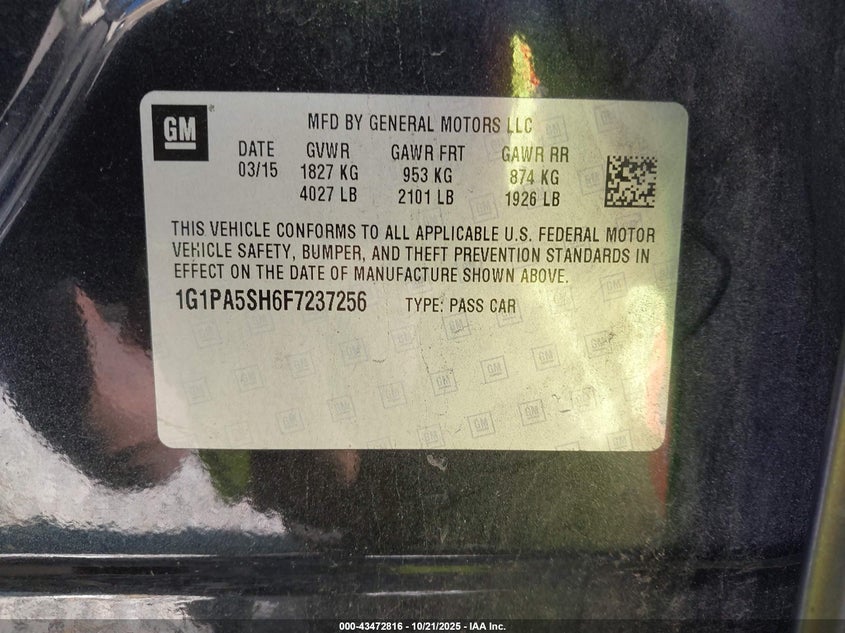 GM
MFD BY GENERAL MOTORS LLC
DATE GVWR GAWR FRT GAWR RR
03/15 1827 KG 953 KG 874 KG
4027 LB 2101 LB 1926 LB
THIS VEHICLE CONFORMS TO ALL APPLICABLE U.S. FEDERAL MOTOR
VEHICLE SAFETY, BUMPER, AND THEFT PREVENTION STANDARDS IN
EFFECT ON THE DATE OF MANUFACTURE SHOWN ABOVE.
1G1PA5SH6F7237256 TYPE: PASS CAR
000-43472816 - 10/21/2025 - IAA Inc.